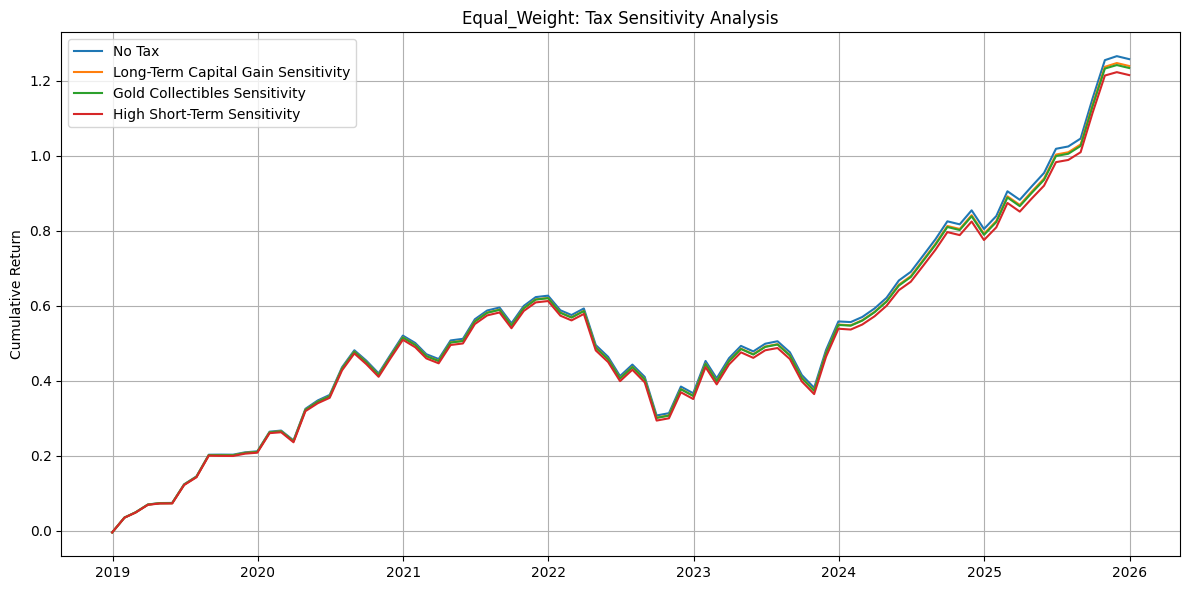 Equal_Weight: Tax Sensitivity Analysis
No Tax
Long-Term Capital Gain Sensitivity
Gold Collectibles Sensitivity
High Short-Term Sensitivity
Cumulative Return
1.2
1.0
0.8
0.6
0.4
0.2
0.0
2019 2020 2021 2022 2023 2024 2025 2026